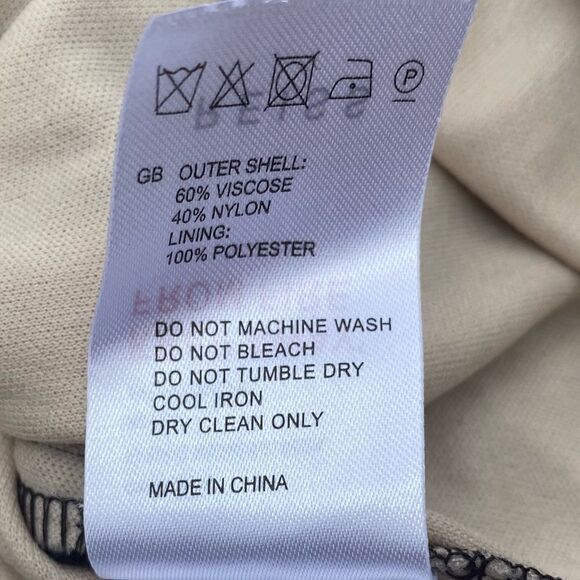 P
GB OUTER SHELL:
60% VISCOSE
40% NYLON
LINING:
100% POLYESTER
DO NOT MACHINE WASH
DO NOT BLEACH
DO NOT TUMBLE DRY
COOL IRON
DRY CLEAN ONLY
MADE IN CHINA